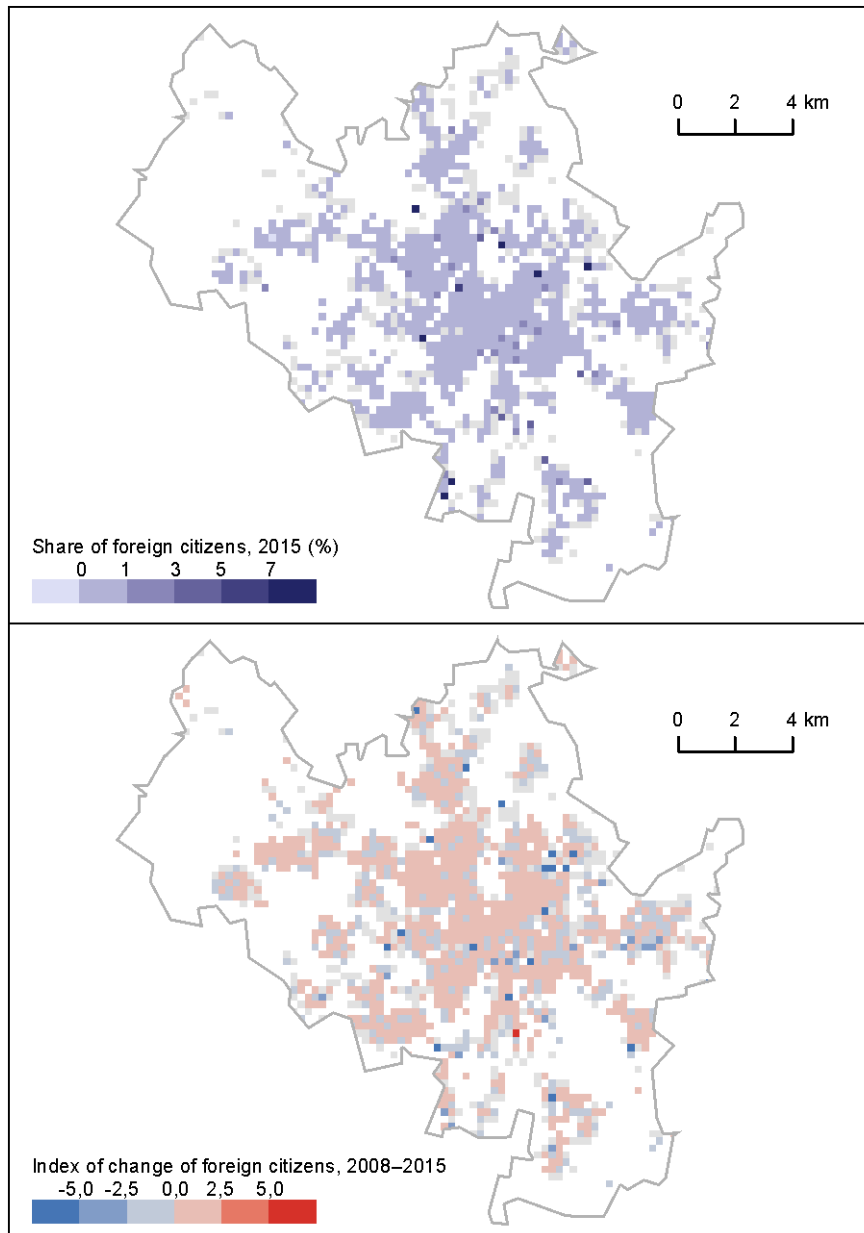 0 2 4 km
Share of foreign citizens, 2015 (%)
0 1 3 5 7
0 2 4 km
Index of change of foreign citizens, 2008–2015
-5,0 -2,5 0,0 2,5 5,0